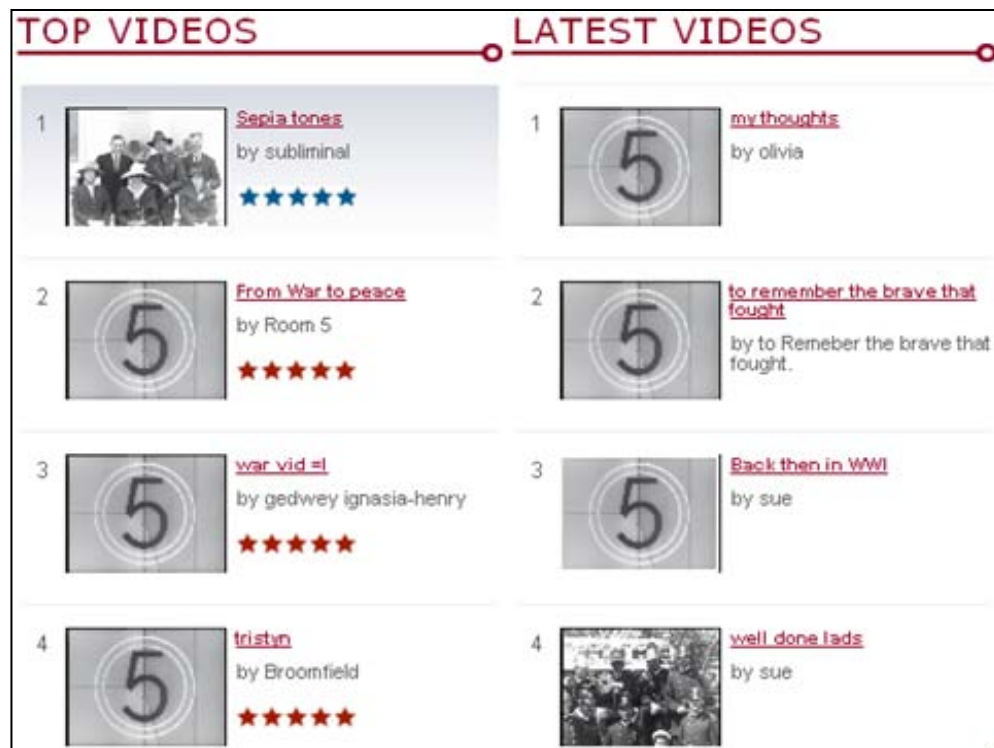 TOP VIDEOS
1
Sepia tones
by subliminal
2
5
From War to peace
by Room 5
3
5
war vid =l
by gedwey ignasia-henry
4
5
tristyn
by Broomfield
LATEST VIDEOS
1
5
my thoughts
by olivia
2
5
to remember the brave that
fought
by to Remeber the brave that
fought.
3
5
Back then in WWI
by sue
4
well done lads
by sue